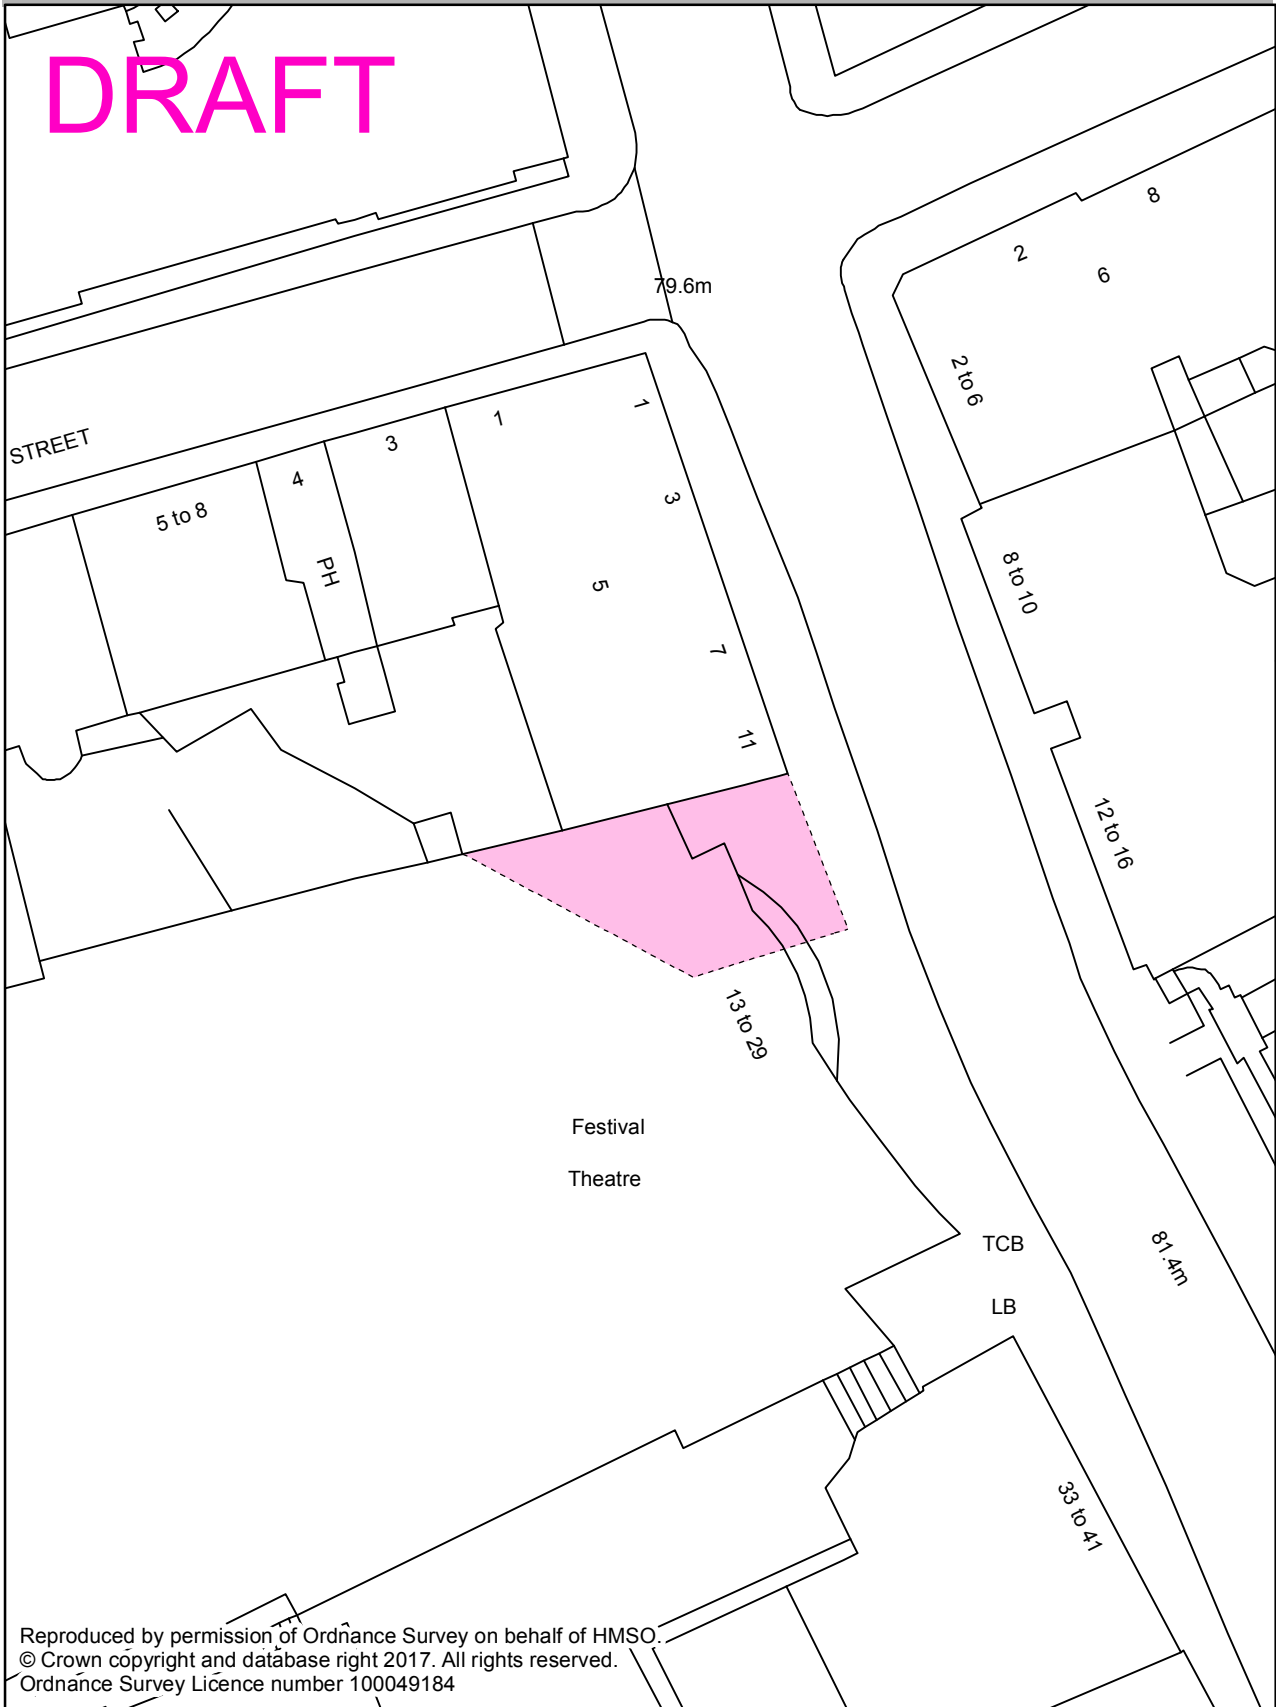 DRAFT
8
2
6
79.6m
2 to 6
STREET
1
1
3
4
3
5 to 8
PH
5
8 to 10
7
11
12 to 16
13 to 29
Festival
Theatre
TCB
81.4m
LB
33 to 41
Reproduced by permission of Ordnance Survey on behalf of HMSO.
© Crown copyright and database right 2017. All rights reserved.
Ordnance Survey Licence number 100049184